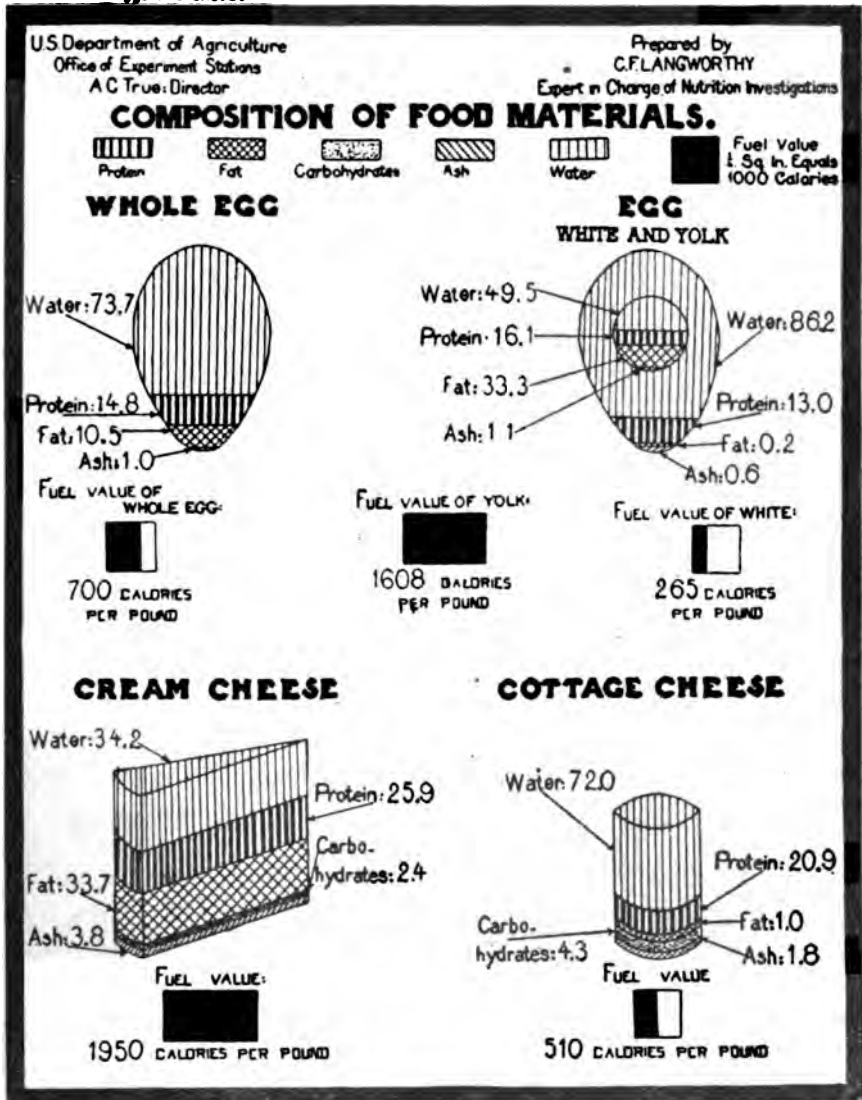 U.S. Department of Agriculture
Office of Experiment Stations
A C True: Director
Prepared by
C.F. LANGWORTHY
Expert in Charge of Nutrition Investigations
COMPOSITION OF FOOD MATERIALS.
Protein
Fat
Carbohydrates
Ash
Water
Fuel Value
Sq. In. Equals
1000 Calories
WHOLE EGG
Water: 73.7
Protein: 14.8
Fat: 10.5
Ash: 1.0
FUEL VALUE OF
WHOLE EGG:
700 CALORIES
PER POUND
EGG
WHITE AND YOLK
Water: 49.5
Protein: 16.1
Fat: 33.3
Ash: 1 1
Water: 86.2
Protein: 13.0
Fat: 0.2
Ash: 0.6
FUEL VALUE OF YOLK:
1608 CALORIES
PER POUND
FUEL VALUE OF WHITE:
265 CALORIES
PER POUND
CREAM CHEESE
Water: 34.2
Protein: 25.9
Carbo-
hydrates: 2.4
Fat: 33.7
Ash: 3.8
FUEL VALUE:
1950 CALORIES PER POUND
COTTAGE CHEESE
Water: 72.0
Protein: 20.9
Fat: 1.0
Carbo-
hydrates: 4.3
Ash: 1.8
FUEL VALUE
510 CALORIES PER POUND